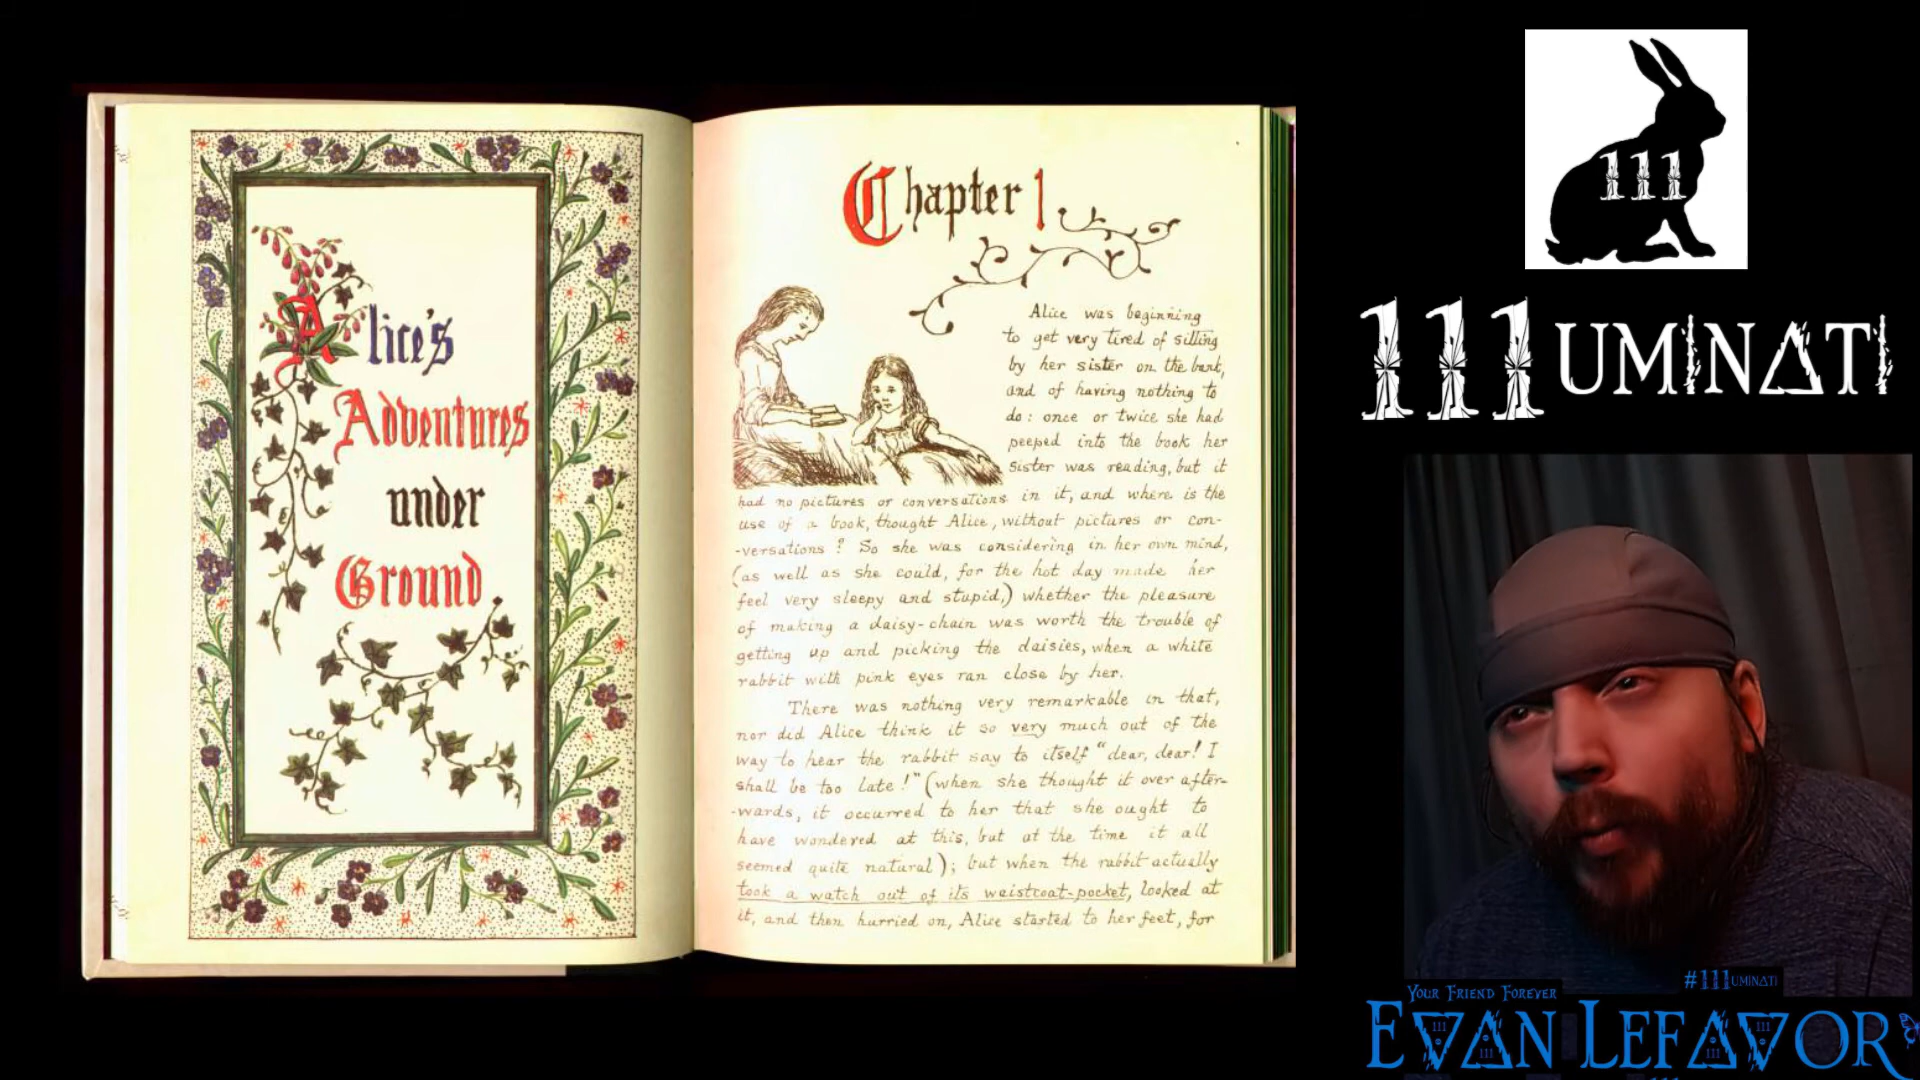 Alice's
Adventures
under
Ground
Chapter 1
Alice was beginning
to get very tired of sitting
by her sister on the bank,
and of having nothing to
do: once or twice she had
peeped into the book her
sister was reading, but it
had no pictures or conversations in it, and where is the
use of a book, thought Alice, without pictures or con-
-versations? So she was considering in her own mind,
(as well as she could, for the hot day made her
feel very sleepy and stupid,) whether the pleasure
of making a daisy-chain was worth the trouble of
getting up and picking the daisies, when a white
rabbit with pink eyes ran close by her.
There was nothing very remarkable in that,
nor did Alice think it so very much out of the
way to hear the rabbit say to itself "dear, dear! I
shall be too late!" (when she thought it over after-
-wards, it occurred to her that she ought to
have wondered at this, but at the time it all
seemed quite natural); but when the rabbit actually
took a watch out of its waistcoat-pocket, looked at
it, and then hurried on, Alice started to her feet, for
111
111UMINATI
#111UMINATI
Your Friend Forever
Evan Lefavor